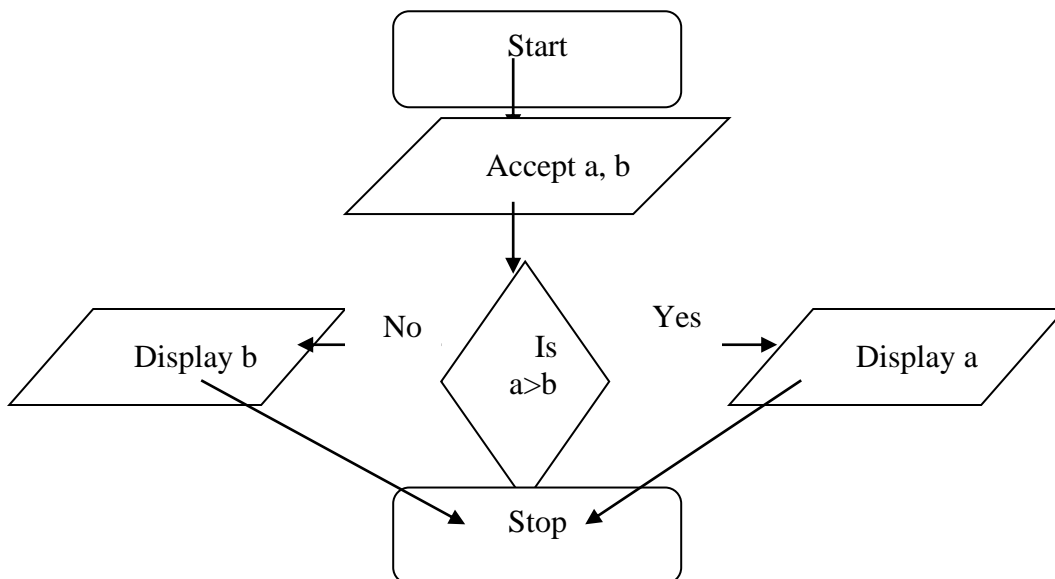 Start
Accept a, b
No
Yes
Is
a>b
Display b
Display a
Stop